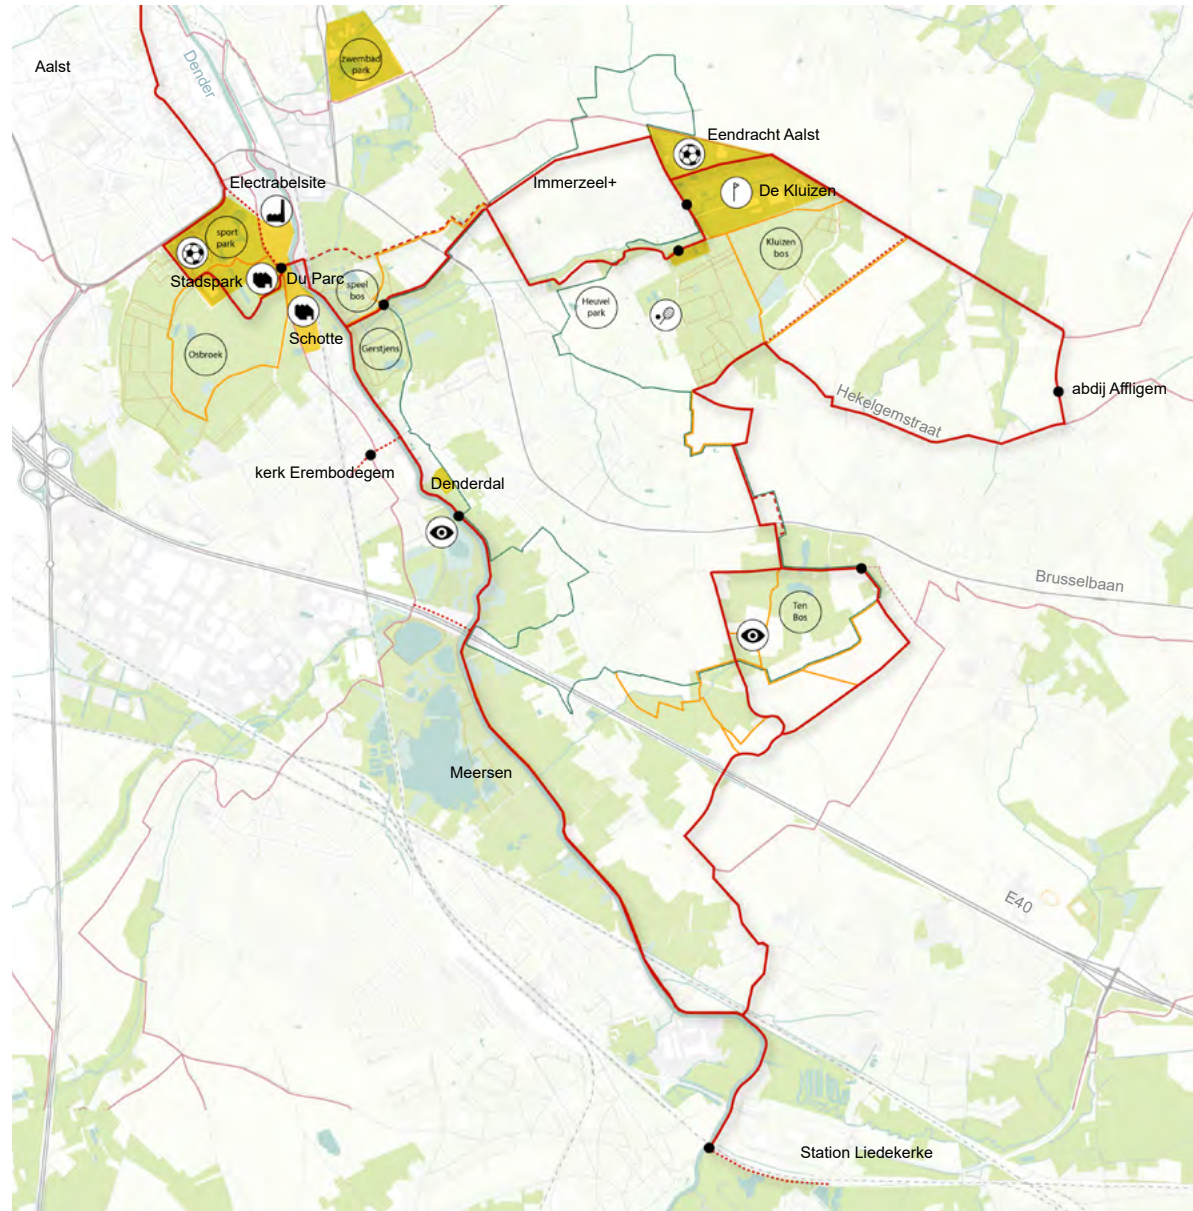 zwembad
park
Aalst
Dender
Eendracht Aalst
Electrabelsite
Immerzeel+
De Kluizen
sport
park
Kluizen
bos
Stadspark
Du Parc
speel
bos
Heuvel
park
Schotte
Osbroek
Gerstjens
abdij Affligem
Hekelgemstraat
kerk Erembodegem
Denderdal
Brusselbaan
Ten
Bos
Meersen
E40
Station Liedekerke